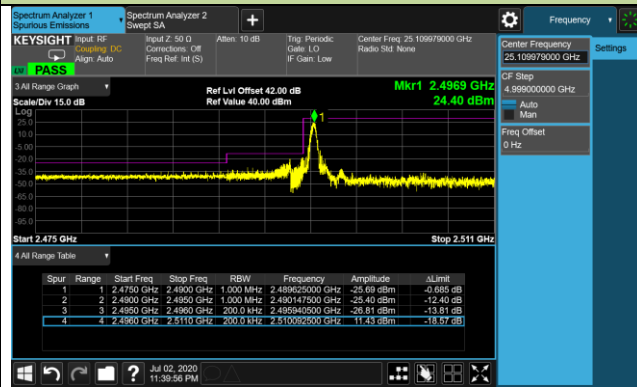 Spectrum Analyzer 1
Spurious Emissions
Spectrum Analyzer 2
Swept SA
Frequency
KEYSIGHT
Input: RF
Coupling: DC
Align: Auto
Input Z: 50 Ω
Corrections: Off
Freq Ref: Int (S)
Atten: 10 dB
Trig: Periodic
Gate: LO
IF Gain: Low
Center Freq: 25.109979000 GHz
Radio Std: None
PASS
Center Frequency
25.109979000 GHz
Settings
CF Step
4.999000000 GHz
Auto
Man
Freq Offset
0 Hz
3 All Range Graph
Scale/Div 15.0 dB
Ref Lvl Offset 42.00 dB
Ref Value 40.00 dBm
Mkr1 2.4969 GHz
24.40 dBm
Log
25.0
10.0
-5.00
-20.0
-35.0
-50.0
-65.0
-80.0
-95.0
1
Start 2.475 GHz
Stop 2.511 GHz
4 All Range Table
Spur Range Start Freq Stop Freq RBW Frequency Amplitude ΔLimit
1 1 2.4750 GHz 2.4900 GHz 1.000 MHz 2.489625000 GHz -25.69 dBm -0.685 dB
2 2 2.4900 GHz 2.4950 GHz 1.000 MHz 2.490147500 GHz -25.40 dBm -12.40 dB
3 3 2.4950 GHz 2.4960 GHz 200.0 kHz 2.495940500 GHz -26.81 dBm -13.81 dB
4 4 2.4960 GHz 2.5110 GHz 200.0 kHz 2.510092500 GHz 11.43 dBm -18.57 dB
Jul 02, 2020
11:39:56 PM